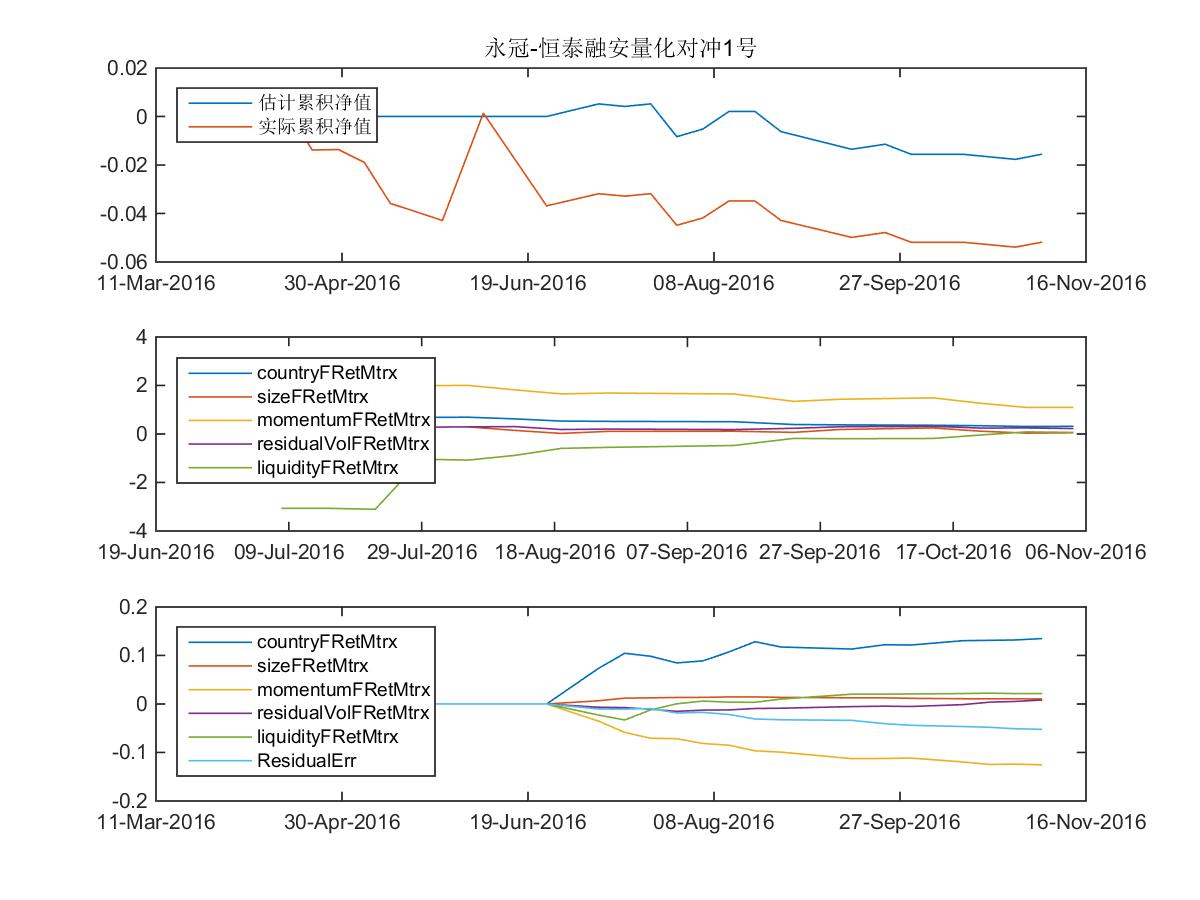 永冠-恒泰融安量化对冲1号
0.02
0
-0.02
-0.04
-0.06
估计累积净值
实际累积净值
11-Mar-2016 30-Apr-2016 19-Jun-2016 08-Aug-2016 27-Sep-2016 16-Nov-2016
4
2
0
-2
-4
countryFRetMtrx
sizeFRetMtrx
momentumFRetMtrx
residualVolFRetMtrx
liquidityFRetMtrx
19-Jun-2016 09-Jul-2016 29-Jul-2016 18-Aug-2016 07-Sep-2016 27-Sep-2016 17-Oct-2016 06-Nov-2016
0.2
0.1
0
-0.1
-0.2
countryFRetMtrx
sizeFRetMtrx
momentumFRetMtrx
residualVolFRetMtrx
liquidityFRetMtrx
ResidualErr
11-Mar-2016 30-Apr-2016 19-Jun-2016 08-Aug-2016 27-Sep-2016 16-Nov-2016